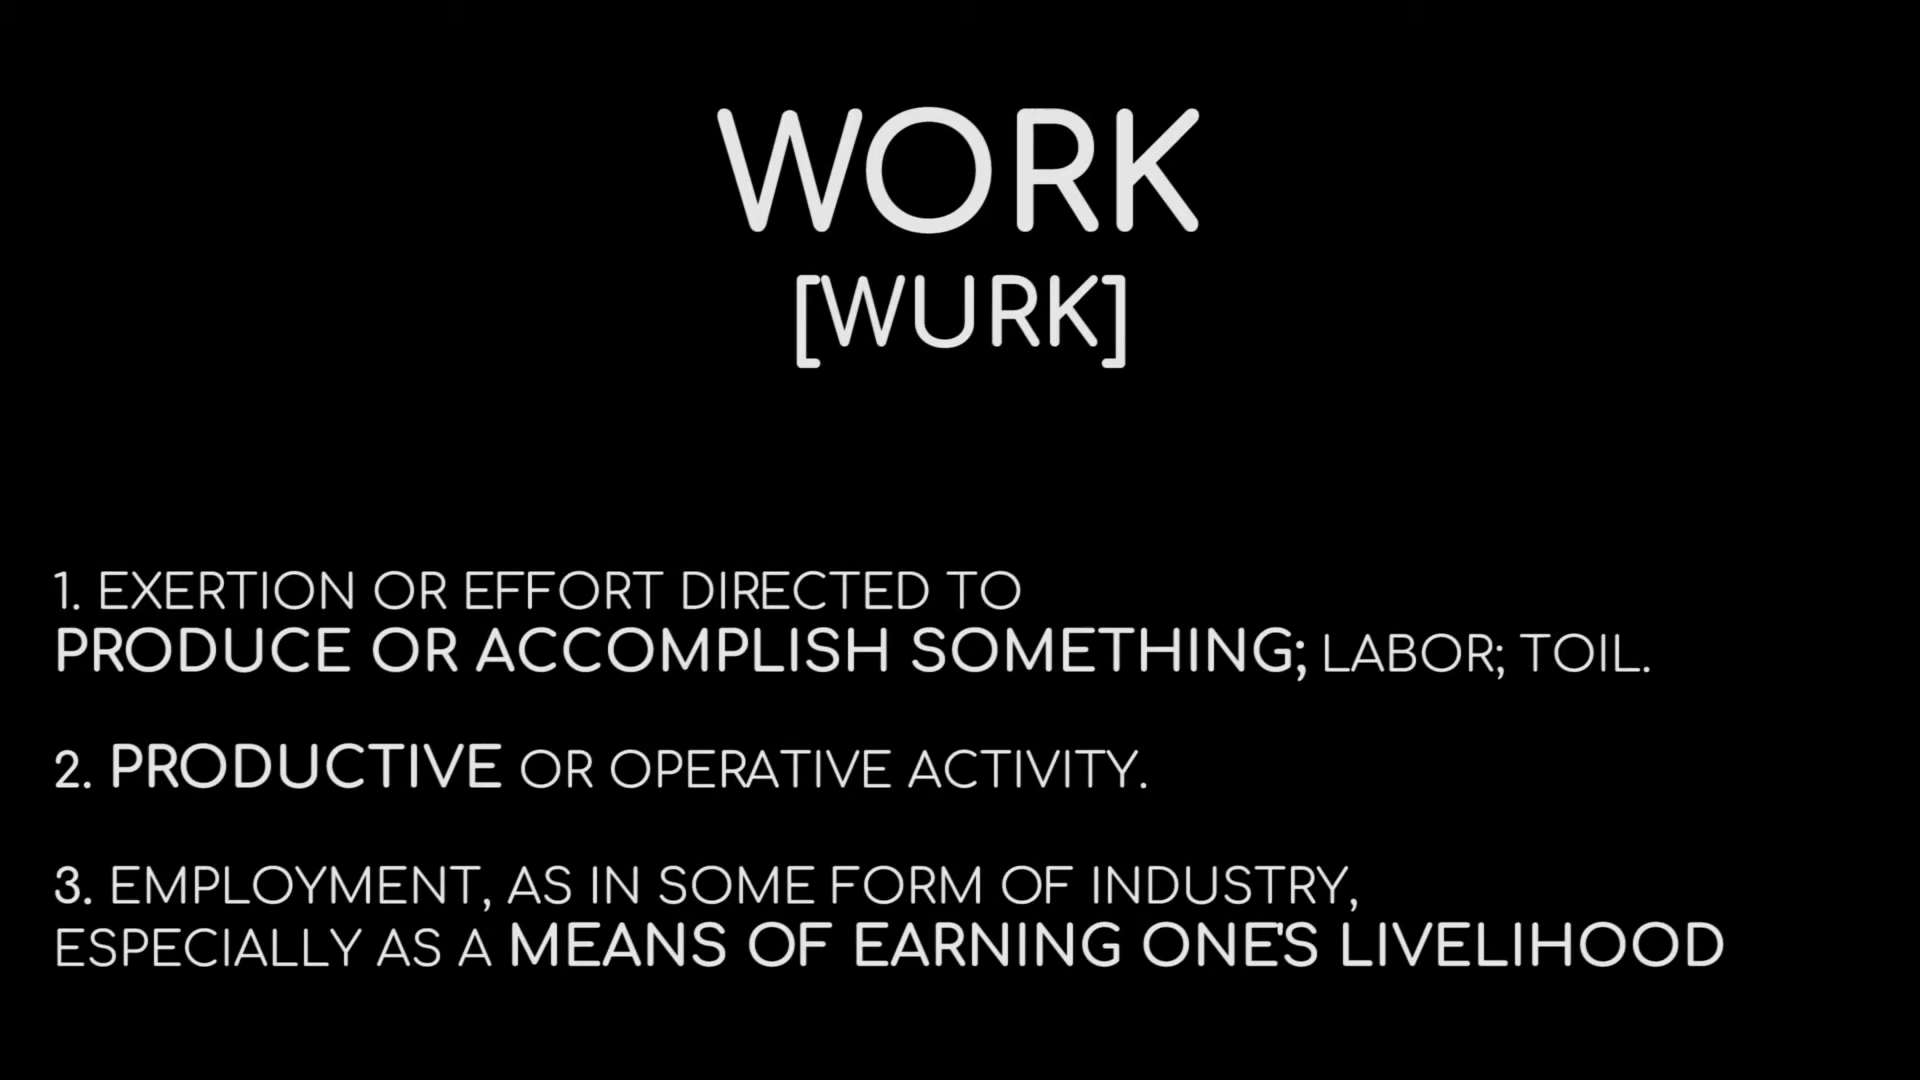 WORK
[WURK]
1. EXERTION OR EFFORT DIRECTED TO
PRODUCE OR ACCOMPLISH SOMETHING; LABOR; TOIL.
2. PRODUCTIVE OR OPERATIVE ACTIVITY.
3. EMPLOYMENT, AS IN SOME FORM OF INDUSTRY,
ESPECIALLY AS A MEANS OF EARNING ONE'S LIVELIHOOD